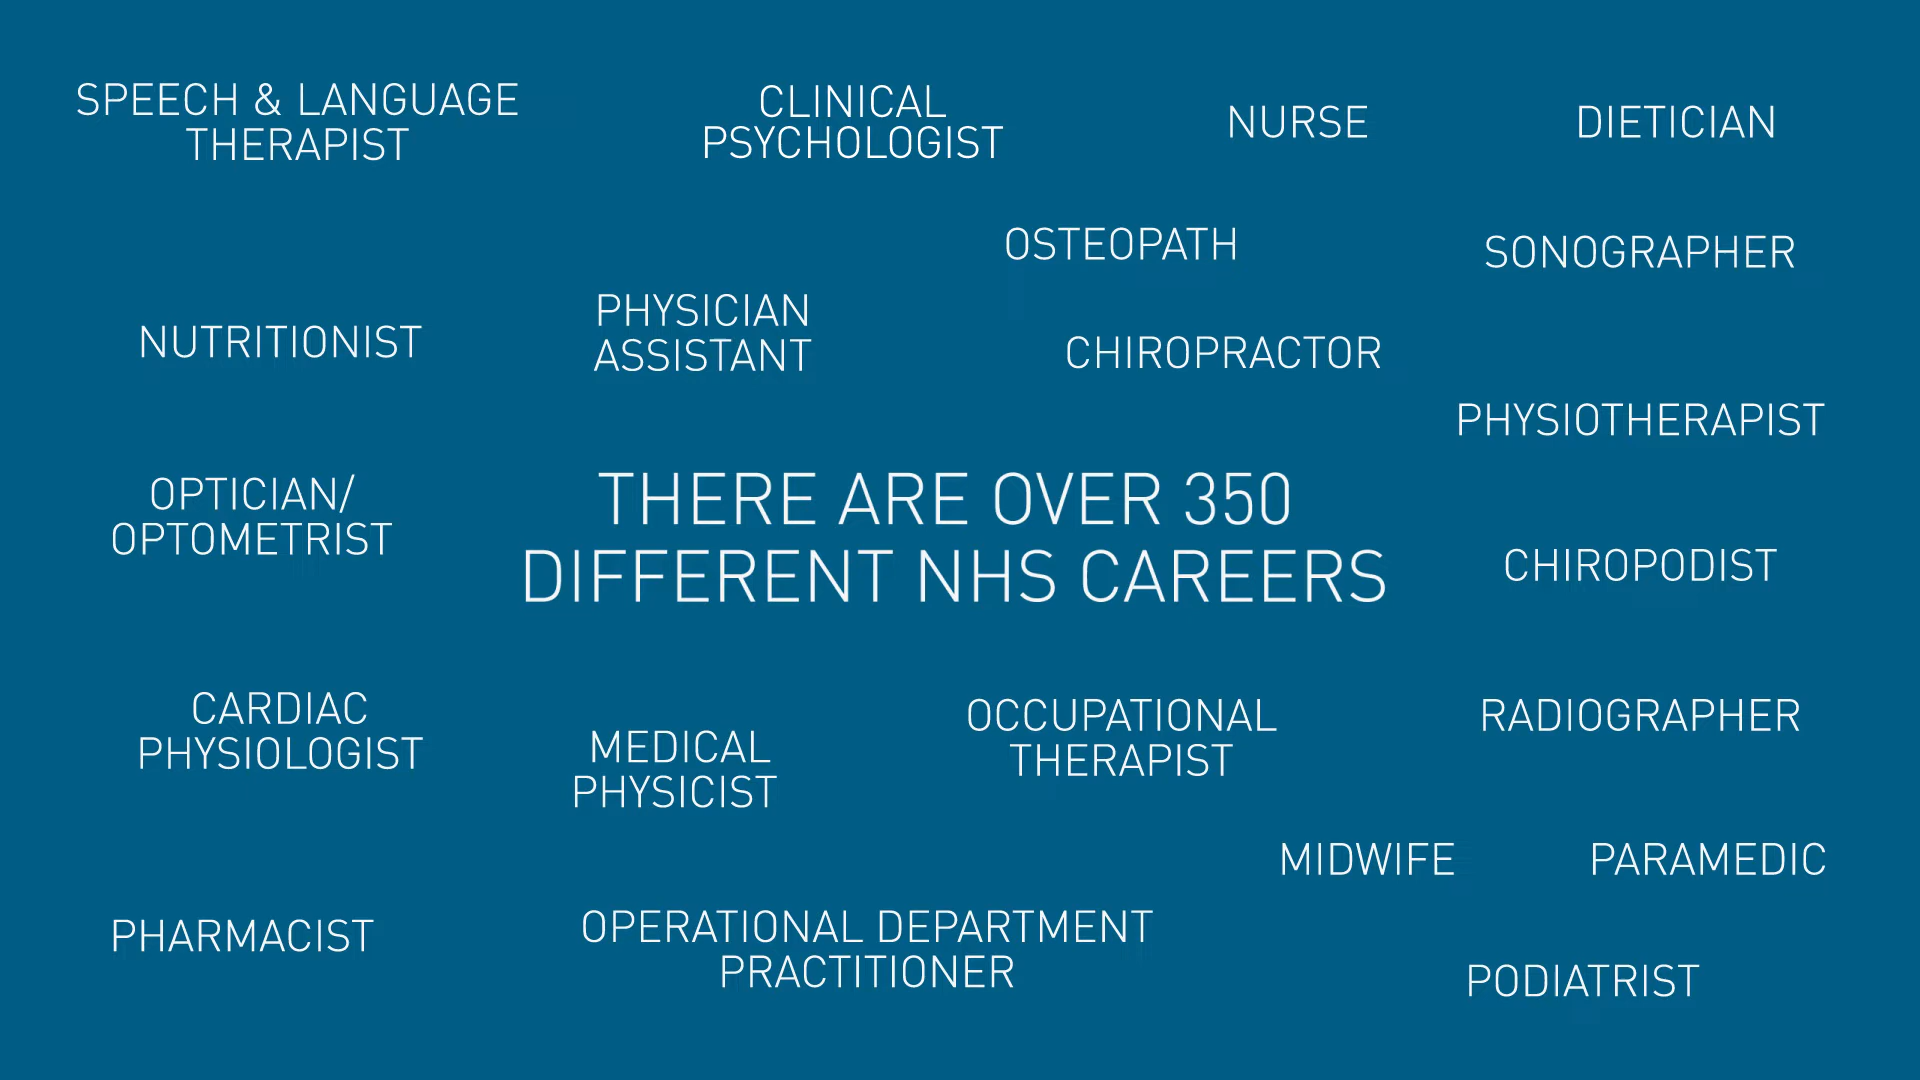 SPEECH & LANGUAGE
THERAPIST
CLINICAL
PSYCHOLOGIST
NURSE
DIETICIAN
OSTEOPATH
SONOGRAPHER
NUTRITIONIST
PHYSICIAN
ASSISTANT
CHIROPRACTOR
PHYSIOTHERAPIST
OPTICIAN/
OPTOMETRIST
THERE ARE OVER 350
DIFFERENT NHS CAREERS
CHIROPODIST
CARDIAC
PHYSIOLOGIST
MEDICAL
PHYSICIST
OCCUPATIONAL
THERAPIST
RADIOGRAPHER
MIDWIFE
PARAMEDIC
PHARMACIST
OPERATIONAL DEPARTMENT
PRACTITIONER
PODIATRIST